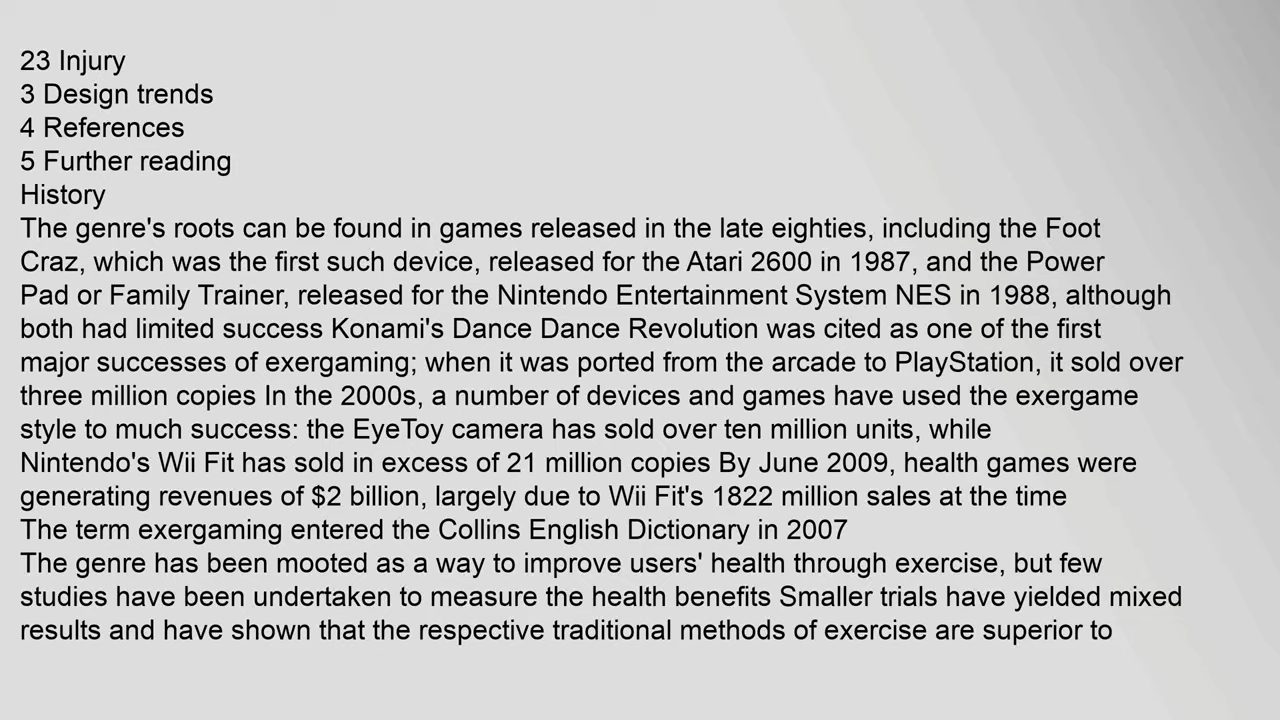 23 Injury
3 Design trends
4 References
5 Further reading
History
The genre's roots can be found in games released in the late eighties, including the Foot
Craz, which was the first such device, released for the Atari 2600 in 1987, and the Power
Pad or Family Trainer, released for the Nintendo Entertainment System NES in 1988, although
both had limited success Konami's Dance Dance Revolution was cited as one of the first
major successes of exergaming; when it was ported from the arcade to PlayStation, it sold over
three million copies In the 2000s, a number of devices and games have used the exergame
style to much success: the EyeToy camera has sold over ten million units, while
Nintendo's Wii Fit has sold in excess of 21 million copies By June 2009, health games were
generating revenues of $2 billion, largely due to Wii Fit's 1822 million sales at the time
The term exergaming entered the Collins English Dictionary in 2007
The genre has been mooted as a way to improve users' health through exercise, but few
studies have been undertaken to measure the health benefits Smaller trials have yielded mixed
results and have shown that the respective traditional methods of exercise are superior to